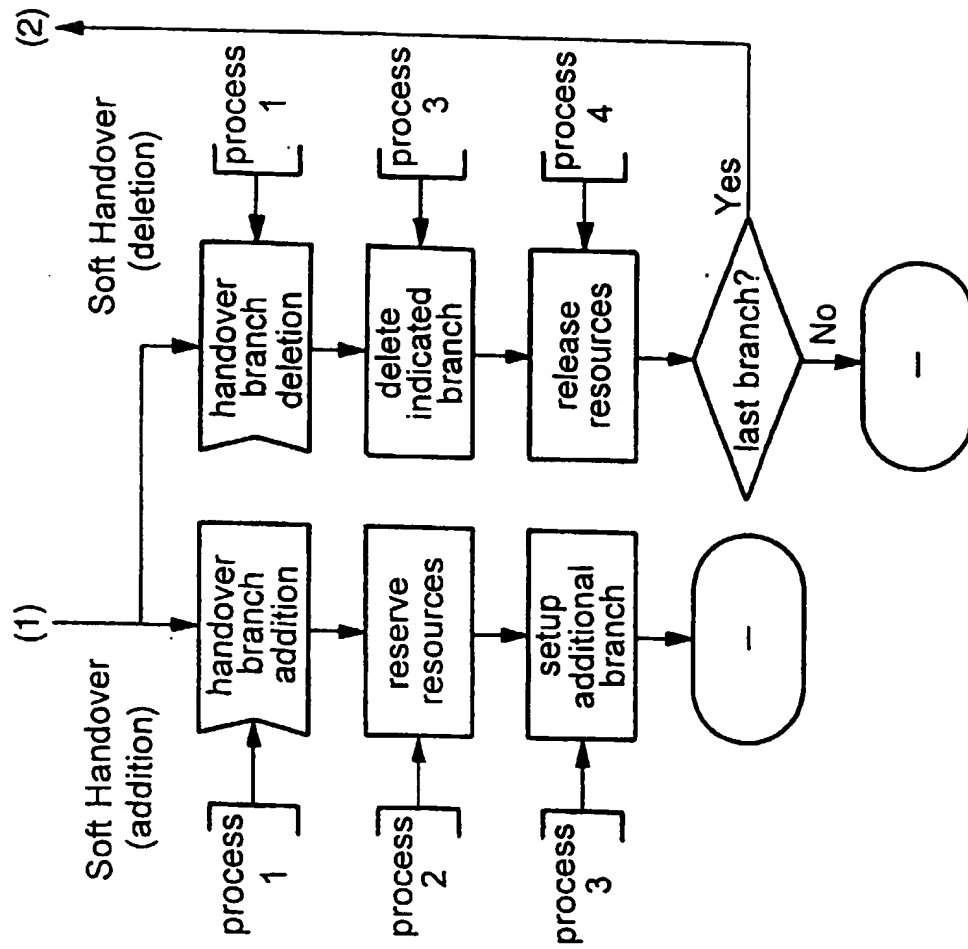 (1)
(2)
Soft Handover
(addition)
process
1
handover
branch
addition
process
2
reserve
resources
process
3
setup
additional
branch
–
Soft Handover
(deletion)
handover
branch
deletion
process
1
delete
indicated
branch
process
3
release
resources
process
4
last branch?
Yes
No
–